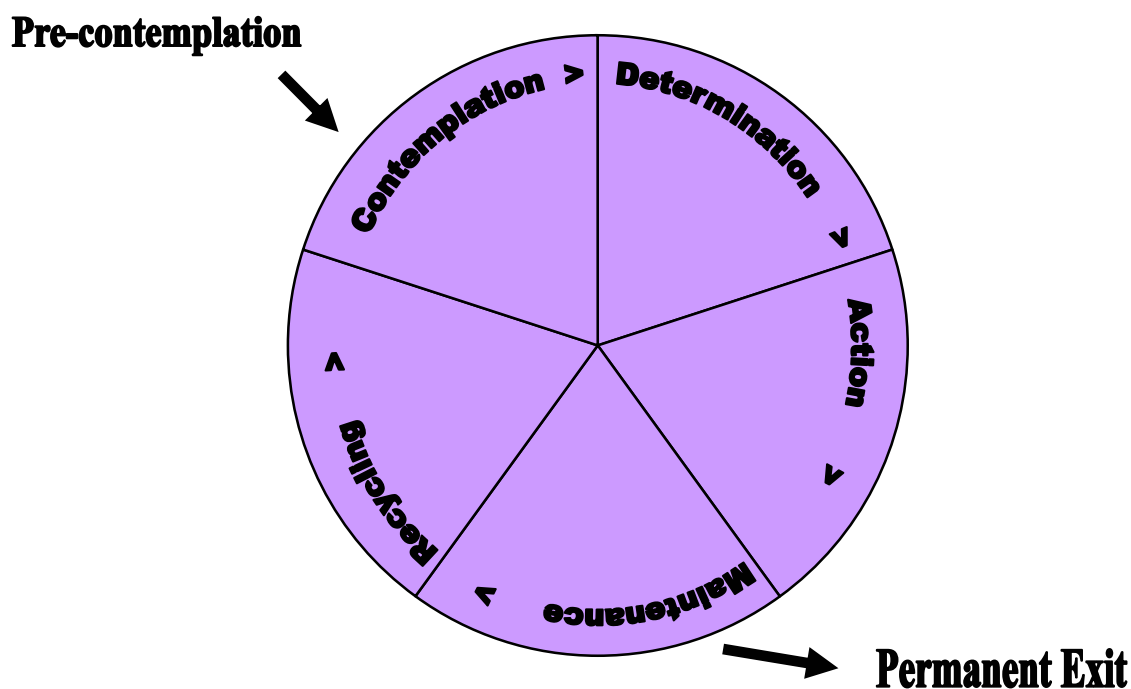 Pre-contemplation
Contemplation >
Determination >
Action >
Maintenance >
Recycling >
Permanent Exit